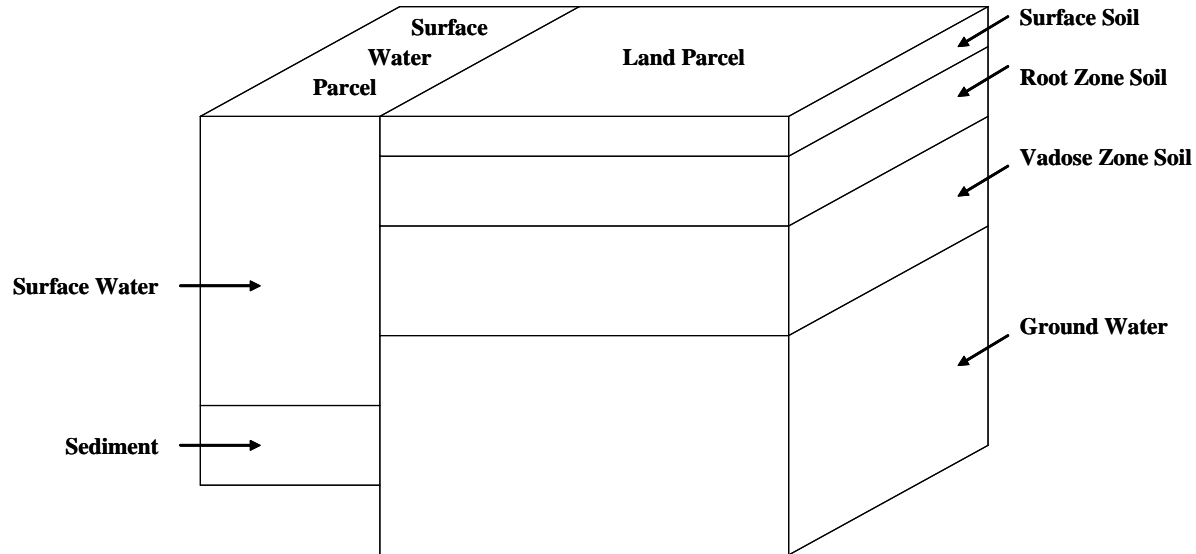 Surface
Water
Parcel
Land Parcel
Surface Soil
Root Zone Soil
Vadose Zone Soil
Surface Water
Ground Water
Sediment